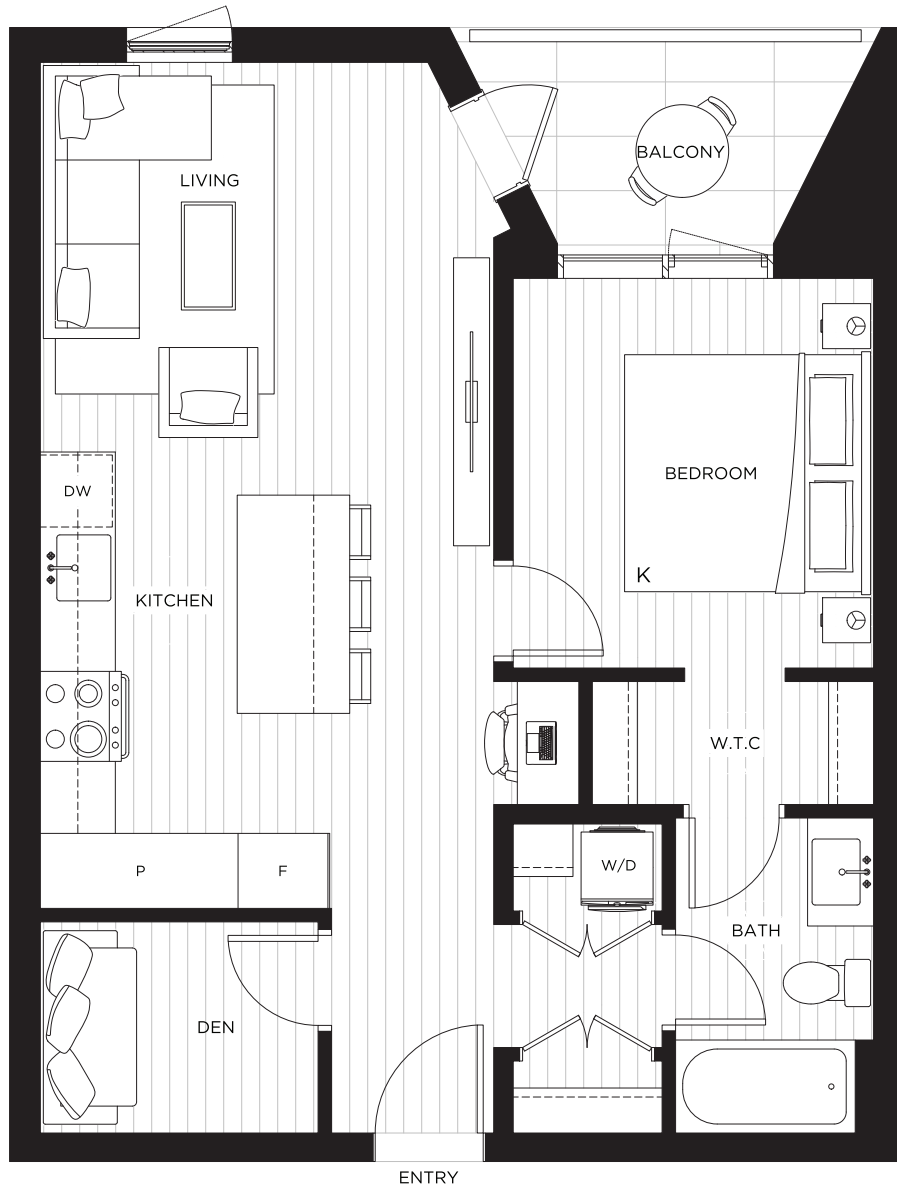 BALCONY
LIVING
BEDROOM
DW
K
KITCHEN
W.T.C
W/D
P
F
BATH
DEN
ENTRY